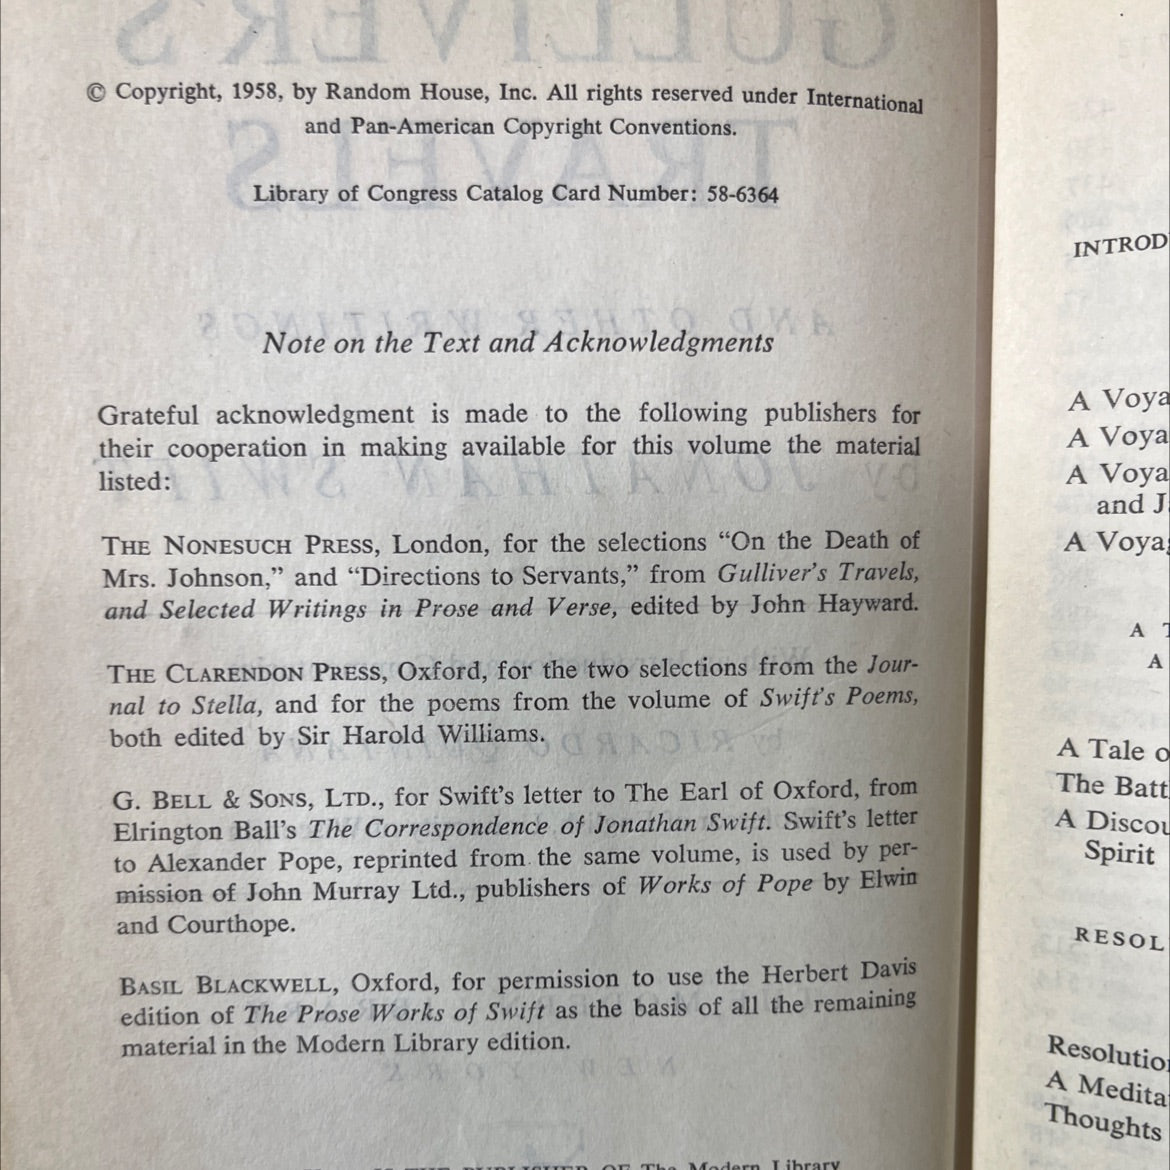 © Copyright, 1958, by Random House, Inc. All rights reserved under International
and Pan-American Copyright Conventions.
Library of Congress Catalog Card Number: 58-6364
Note on the Text and Acknowledgments
Grateful acknowledgment is made to the following publishers for
their cooperation in making available for this volume the material
listed:
THE NONESUCH PRESS, London, for the selections “On the Death of
Mrs. Johnson,” and “Directions to Servants,” from Gulliver's Travels,
and Selected Writings in Prose and Verse, edited by John Hayward.
THE CLARENDON PRESS, Oxford, for the two selections from the Jour-
nal to Stella, and for the poems from the volume of Swift's Poems,
both edited by Sir Harold Williams.
G. BELL & SONS, LTD., for Swift's letter to The Earl of Oxford, from
Elrington Ball's The Correspondence of Jonathan Swift. Swift's letter
to Alexander Pope, reprinted from the same volume, is used by per-
mission of John Murray Ltd., publishers of Works of Pope by Elwin
and Courthope.
BASIL BLACKWELL, Oxford, for permission to use the Herbert Davis
edition of The Prose Works of Swift as the basis of all the remaining
material in the Modern Library edition.
THE PUBLISHER OF The Modern Library
INTROD
A Voya
A Voya
A Voya
and J
A Voya
A T
A
A Tale o
The Batt
A Discou
Spirit
RESOL
Resolutio
A Medita
Thoughts